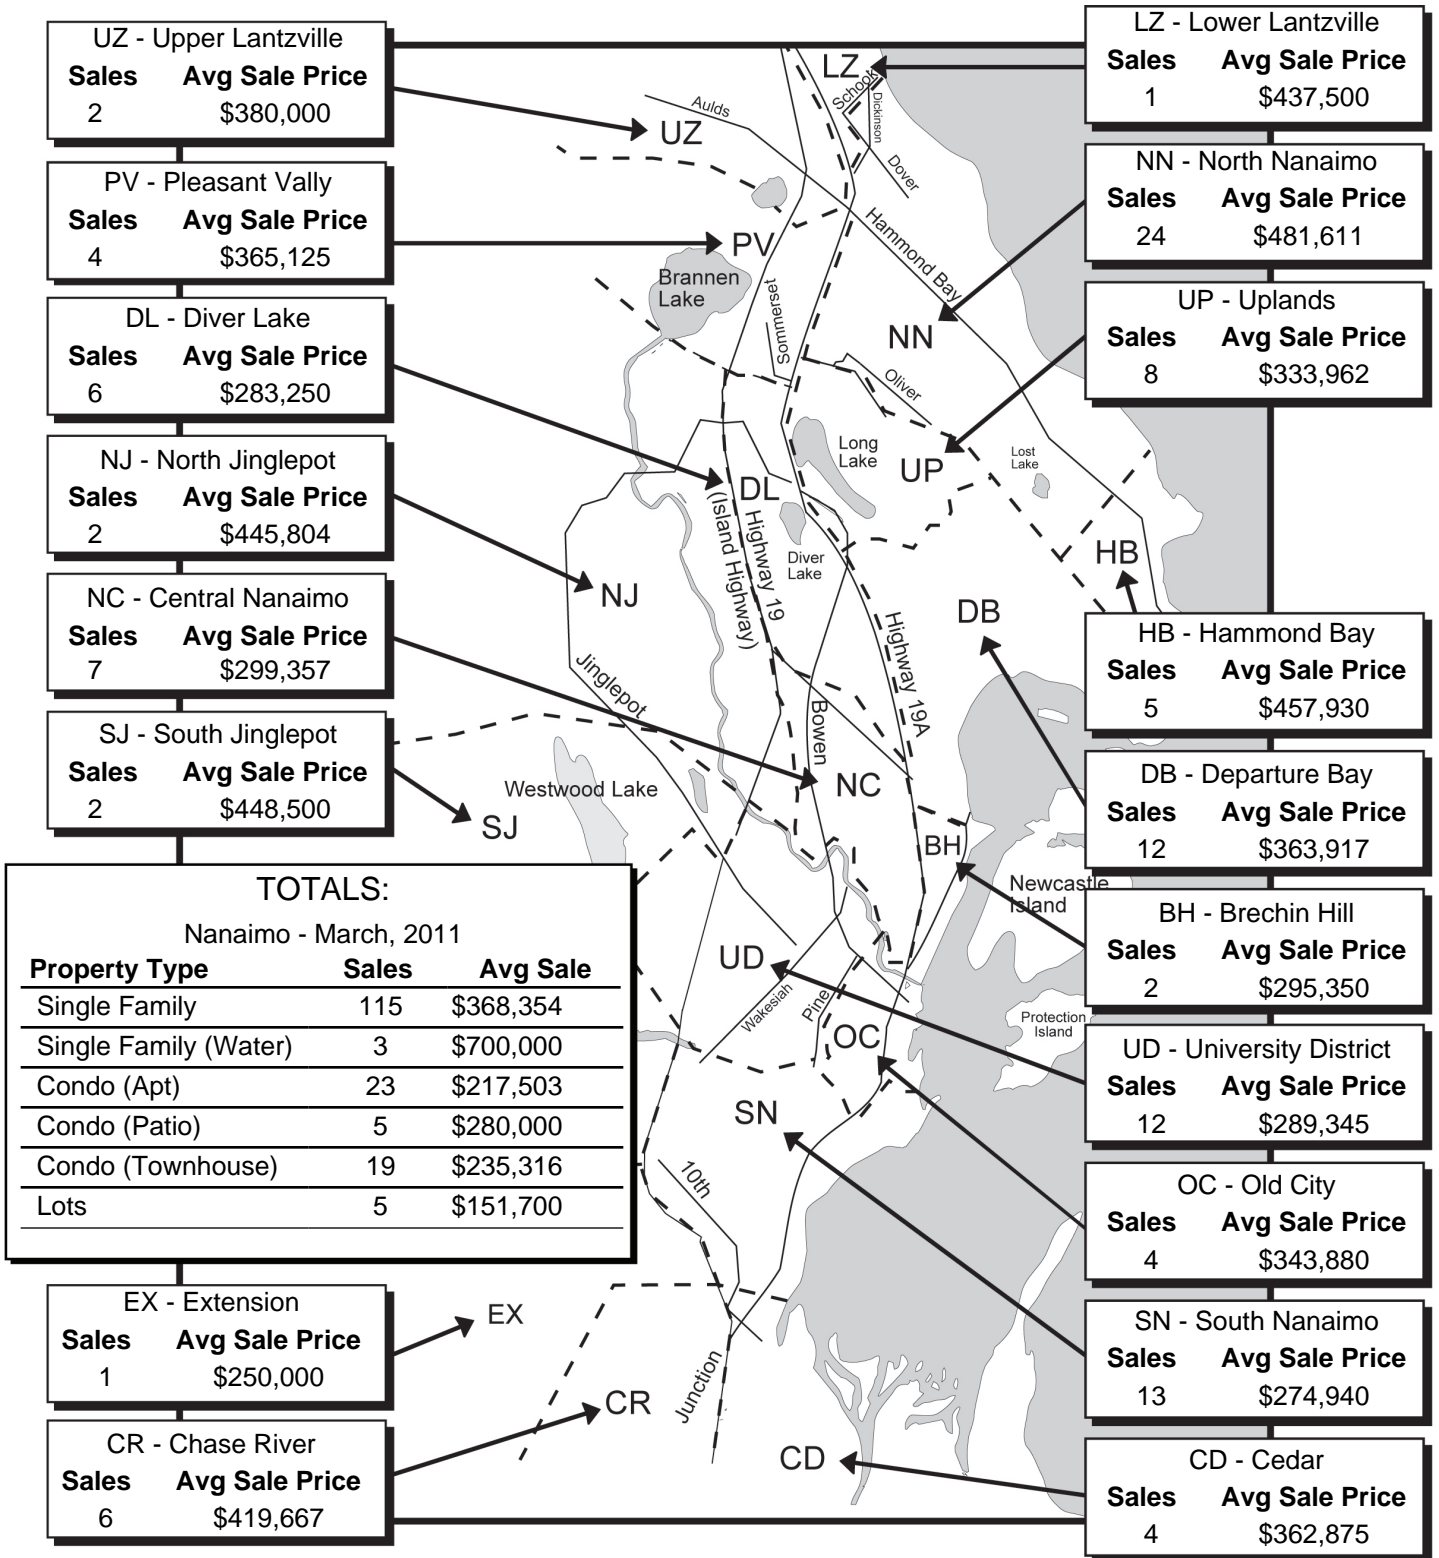 UZ - Upper Lantzville
Sales Avg Sale Price
2 $380,000
PV - Pleasant Vally
Sales Avg Sale Price
4 $365,125
DL - Diver Lake
Sales Avg Sale Price
6 $283,250
NJ - North Jinglepot
Sales Avg Sale Price
2 $445,804
NC - Central Nanaimo
Sales Avg Sale Price
7 $299,357
SJ - South Jinglepot
Sales Avg Sale Price
2 $448,500
TOTALS:
Nanaimo - March, 2011
Property Type Sales Avg Sale
Single Family 115 $368,354
Single Family (Water) 3 $700,000
Condo (Apt) 23 $217,503
Condo (Patio) 5 $280,000
Condo (Townhouse) 19 $235,316
Lots 5 $151,700
EX - Extension
Sales Avg Sale Price
1 $250,000
CR - Chase River
Sales Avg Sale Price
6 $419,667
LZ
Schook
Dickinson
Aulds
UZ
Dover
Hammond Bay
PV
Brannen
Lake
Sommerset
NN
Oliver
Long
Lake
UP
Lost
Lake
DL
Highway 19
(Island Highway)
Diver
Lake
HB
NJ
DB
Highway 19A
Jinglepot
Bowen
NC
Westwood Lake
SJ
BH
Newcastle
Island
UD
Wakesiah
Pine
OC
Protection
Island
SN
10th
EX
Junction
CR
CD
LZ - Lower Lantzville
Sales Avg Sale Price
1 $437,500
NN - North Nanaimo
Sales Avg Sale Price
24 $481,611
UP - Uplands
Sales Avg Sale Price
8 $333,962
HB - Hammond Bay
Sales Avg Sale Price
5 $457,930
DB - Departure Bay
Sales Avg Sale Price
12 $363,917
BH - Brechin Hill
Sales Avg Sale Price
2 $295,350
UD - University District
Sales Avg Sale Price
12 $289,345
OC - Old City
Sales Avg Sale Price
4 $343,880
SN - South Nanaimo
Sales Avg Sale Price
13 $274,940
CD - Cedar
Sales Avg Sale Price
4 $362,875